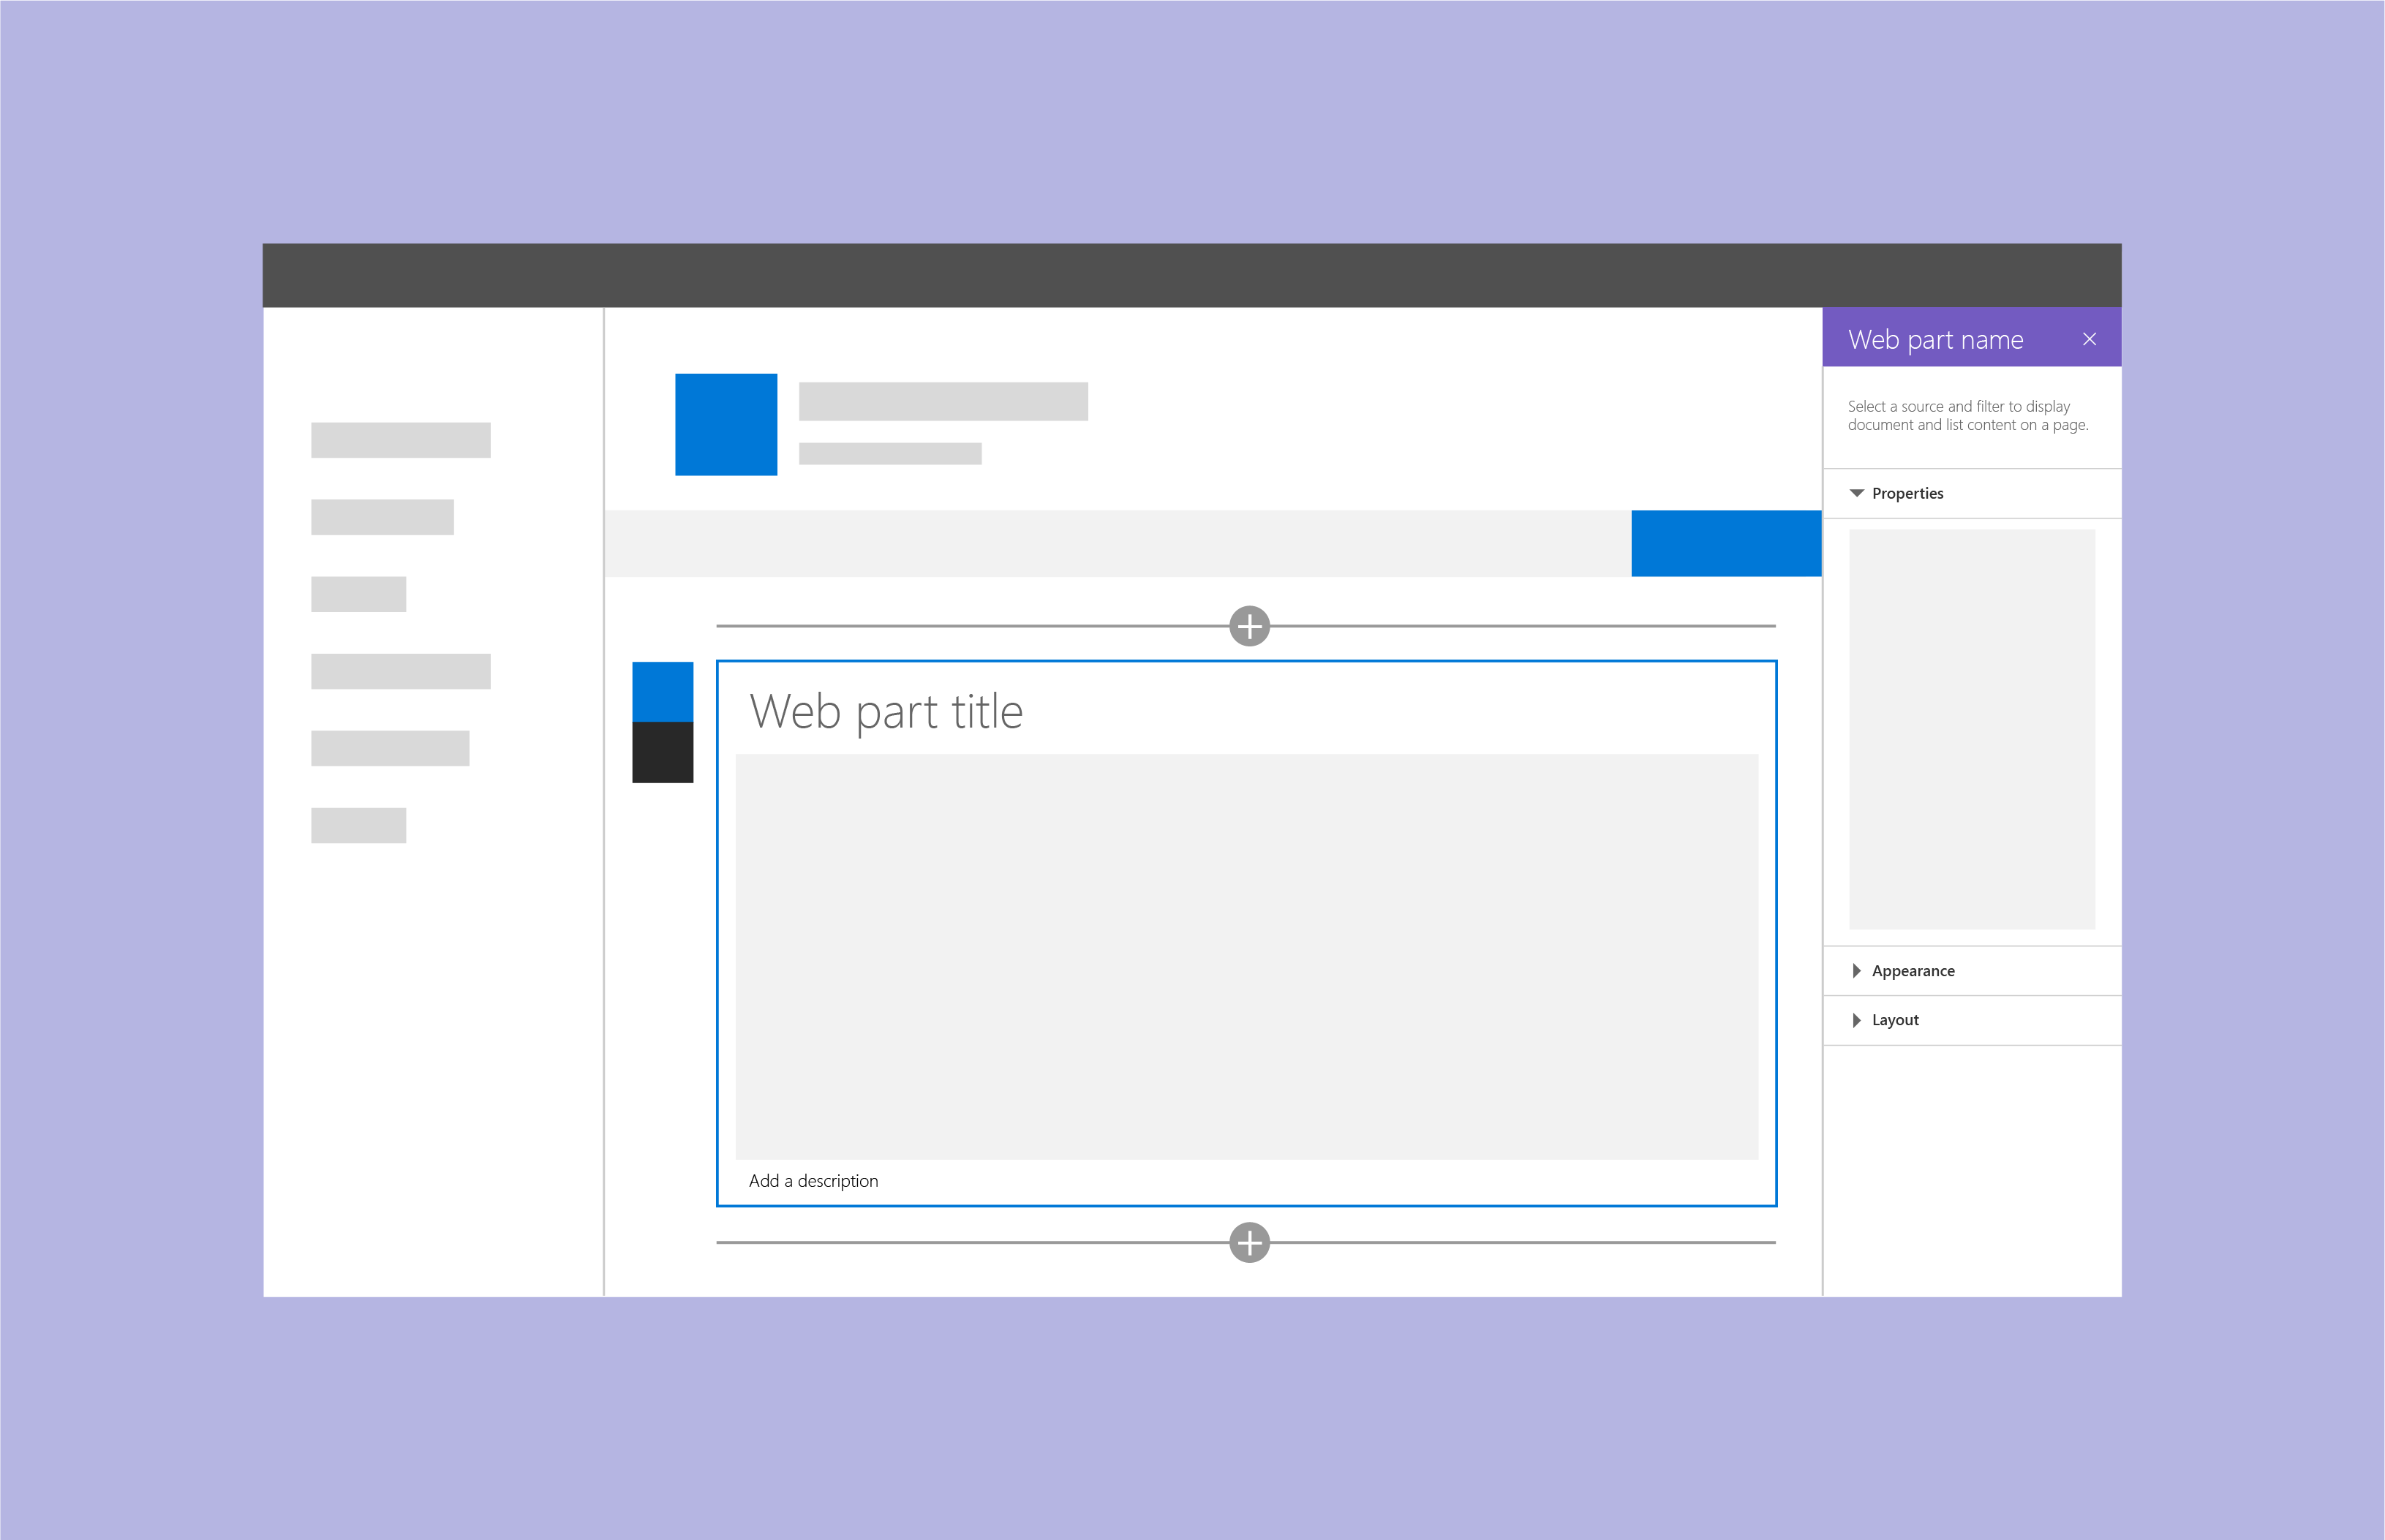 Web part name
Select a source and filter to display
document and list content on a page.
Properties
Web part title
Appearance
Layout
Add a description